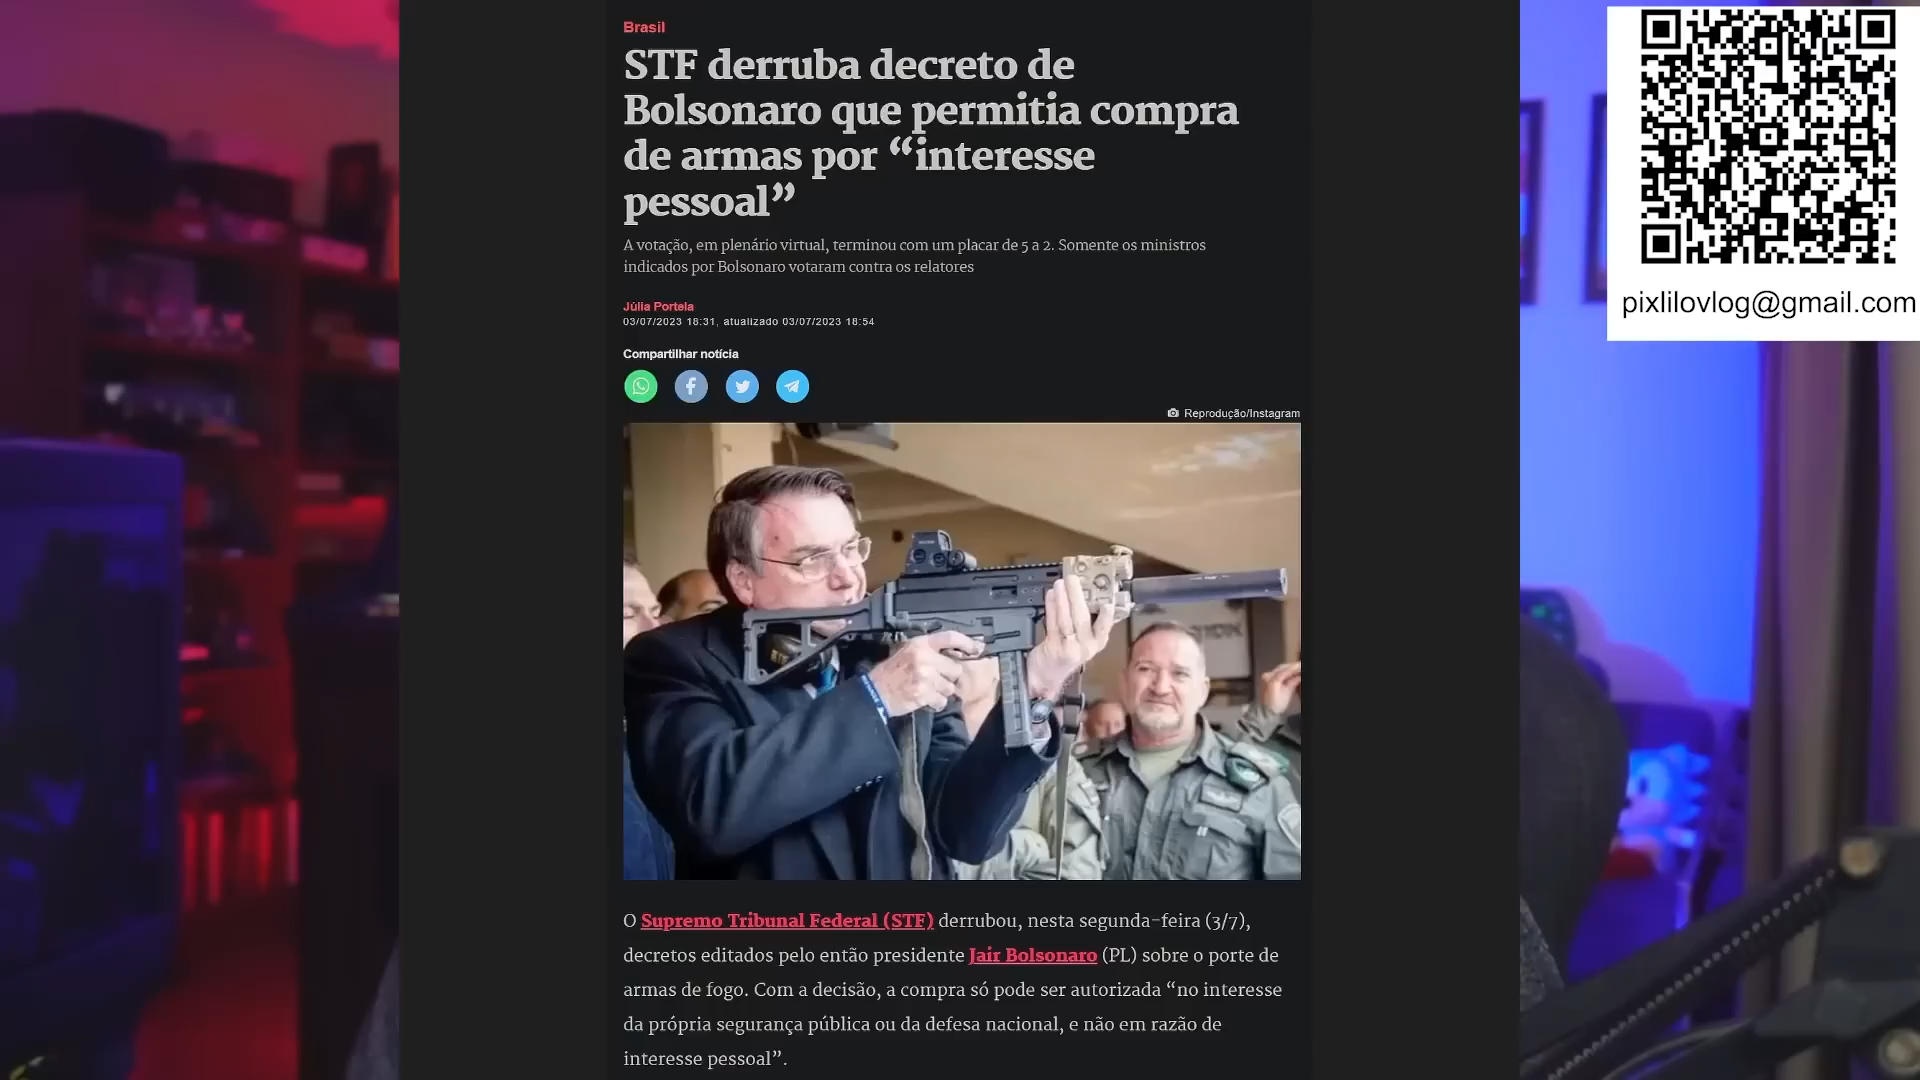 Brasil
STF derruba decreto de
Bolsonaro que permitia compra
de armas por “interesse
pessoal”
A votação, em plenário virtual, terminou com um placar de 5 a 2. Somente os ministros
indicados por Bolsonaro votaram contra os relatores
Júlia Portela
03/07/2023 18:31, atualizado 03/07/2023 18:54
Compartilhar notícia
Reprodução/Instagram
O Supremo Tribunal Federal (STF) derrubou, nesta segunda-feira (3/7),
decretos editados pelo então presidente Jair Bolsonaro (PL) sobre o porte de
armas de fogo. Com a decisão, a compra só pode ser autorizada “no interesse
da própria segurança pública ou da defesa nacional, e não em razão de
interesse pessoal”.
pixlilovlog@gmail.com